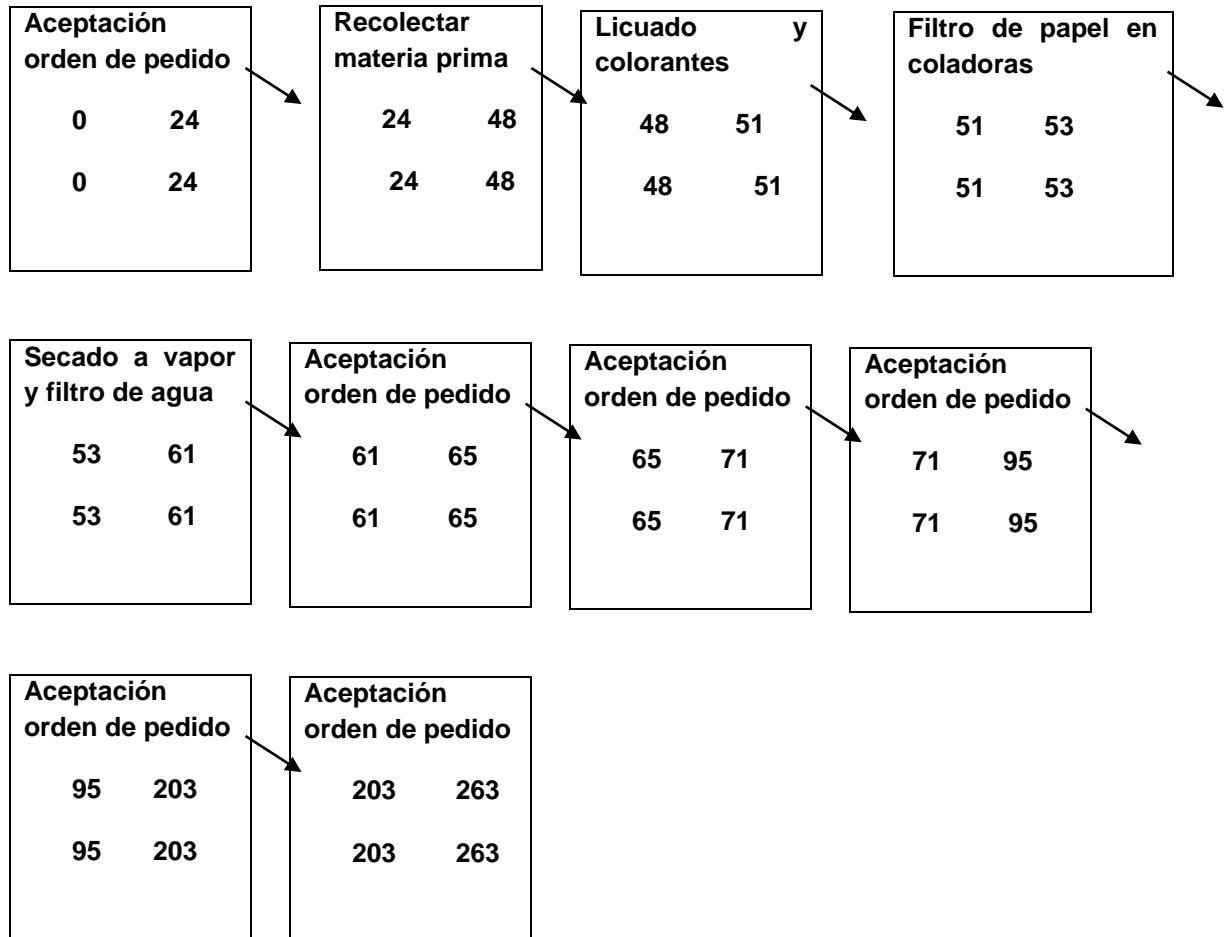 Aceptación
orden de pedido
0 24
0 24
Recolectar
materia prima
24 48
24 48
Licuado y
colorantes
48 51
48 51
Filtro de papel en
coladoras
51 53
51 53
Secado a vapor
y filtro de agua
53 61
53 61
Aceptación
orden de pedido
61 65
61 65
Aceptación
orden de pedido
65 71
65 71
Aceptación
orden de pedido
71 95
71 95
Aceptación
orden de pedido
95 203
95 203
Aceptación
orden de pedido
203 263
203 263